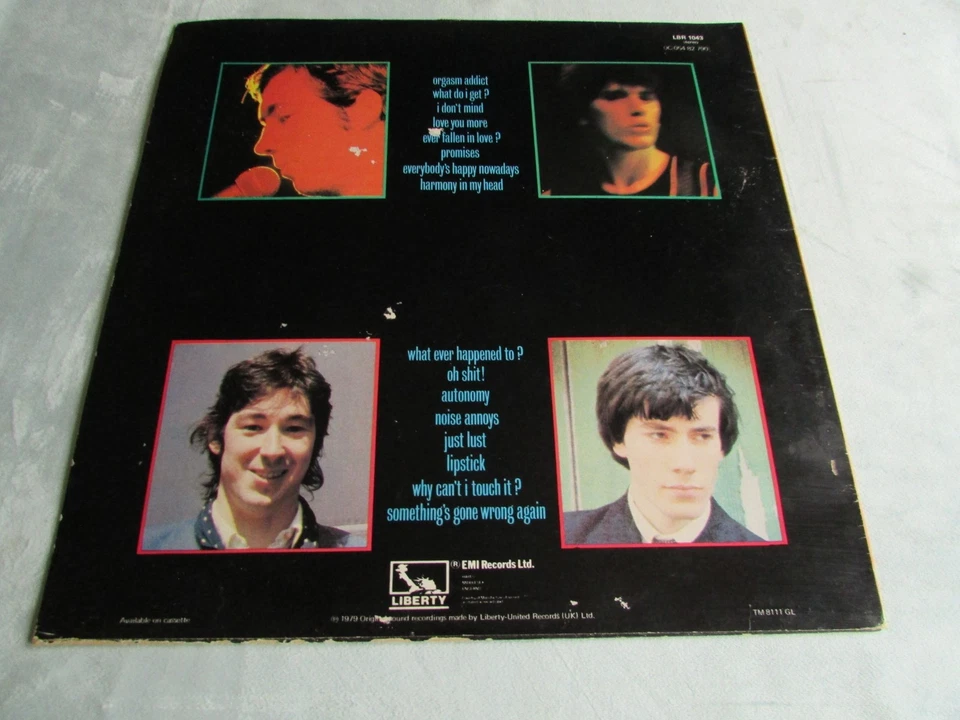 LBR 1043
orgasm addict
what do i get ?
i don't mind
love you more
ever fallen in love ?
promises
everybody's happy nowadays
harmony in my head
what ever happened to ?
oh shit!
autonomy
noise annoys
just lust
lipstick
why can't i touch it ?
something's gone wrong again
® EMI Records Ltd.
LIBERTY
Available on cassette
℗ 1979 Original sound recordings made by Liberty-United Records (UK) Ltd.
TM 8111 GL